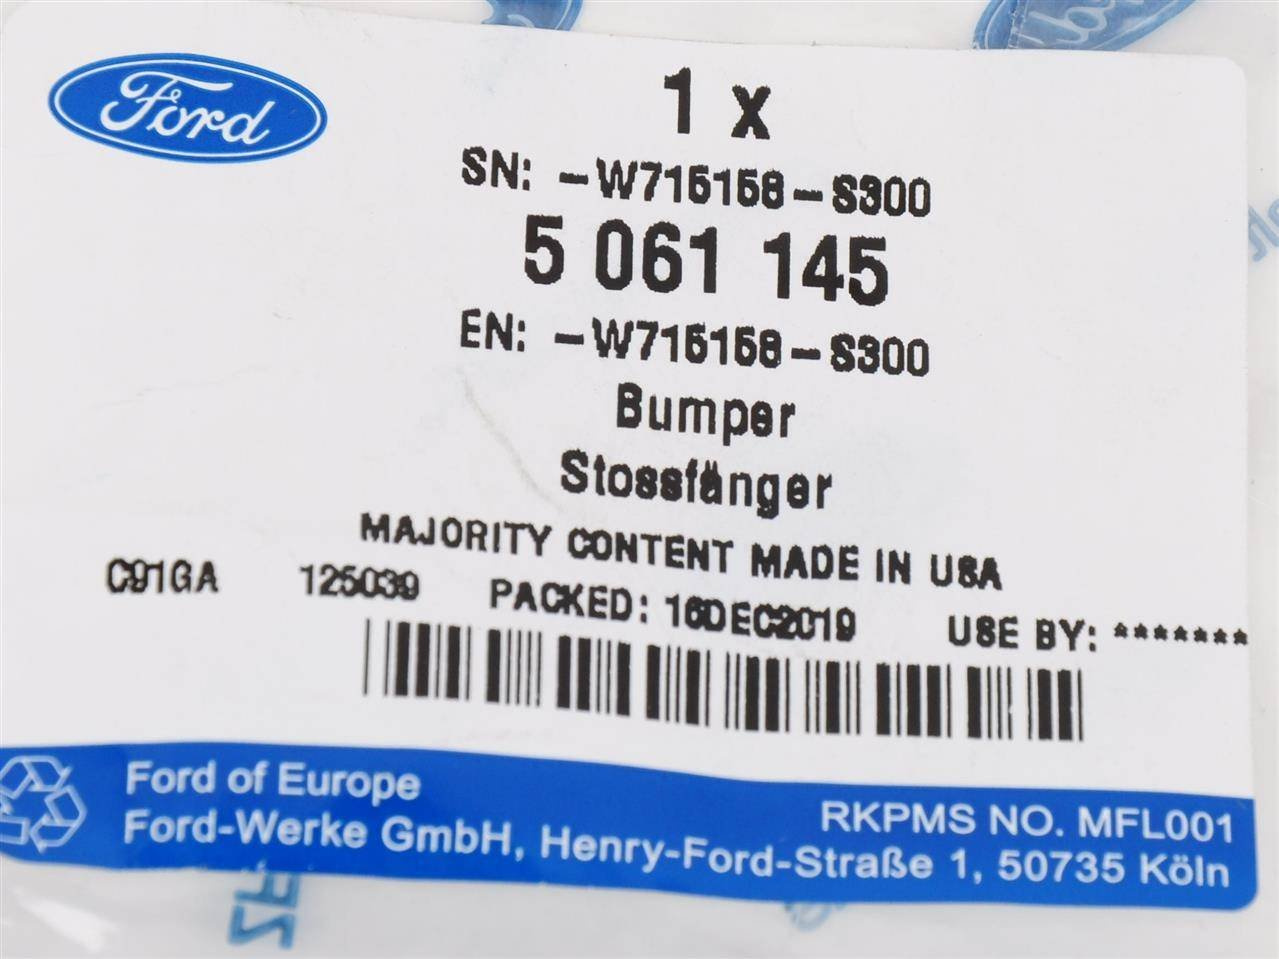 Ford
1 x
SN: -W715158-S300
5 061 145
EN: -W715158-S300
Bumper
Stossfänger
MAJORITY CONTENT MADE IN USA
C91GA 125039 PACKED: 16DEC2019 USE BY: *******
Ford of Europe
RKPMS NO. MFL001
Ford-Werke GmbH, Henry-Ford-Straße 1, 50735 Köln